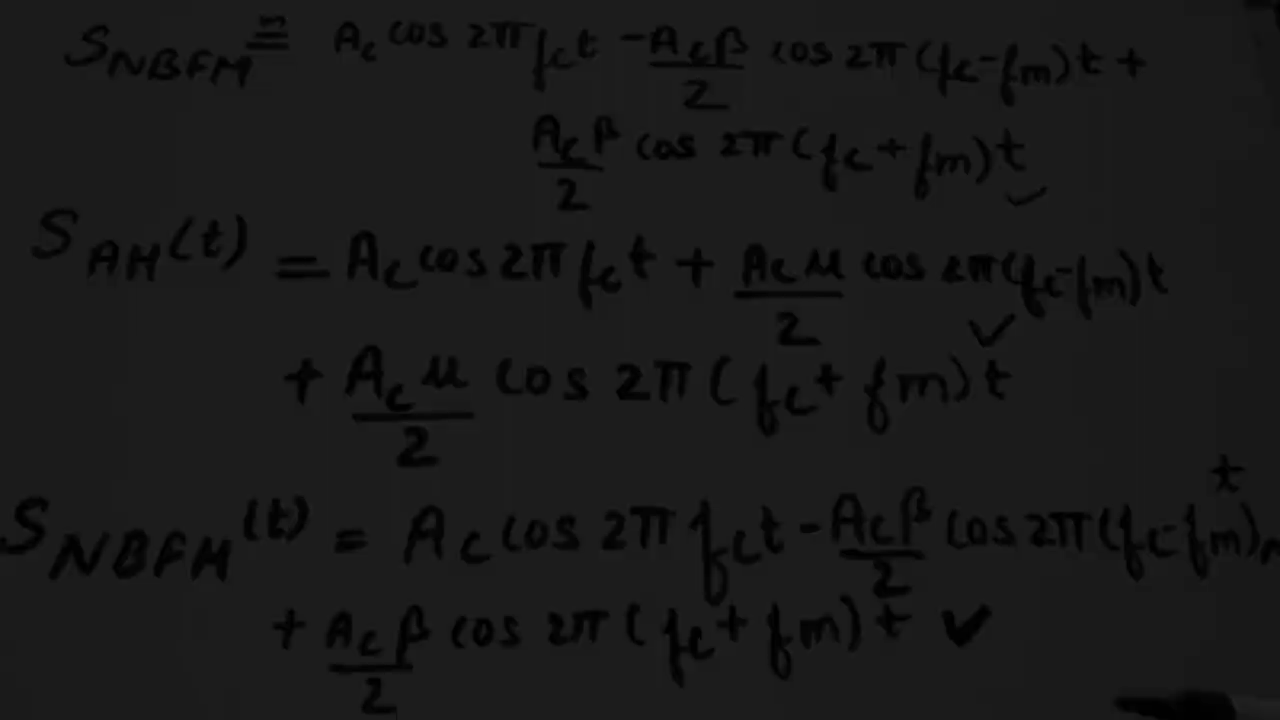 S_NBFM = A_c cos 2π f_c t - A_c β / 2 cos 2π (f_c - f_m) t +
A_c β / 2 cos 2π (f_c + f_m) t ✓
S_AM (t) = A_c cos 2π f_c t + A_c μ / 2 cos 2π (f_c - f_m) t
+ A_c μ / 2 cos 2π (f_c + f_m) t ✓
S_NBFM (t) = A_c cos 2π f_c t - A_c β / 2 cos 2π (f_c - f_m) t
+ A_c β / 2 cos 2π (f_c + f_m) t ✓